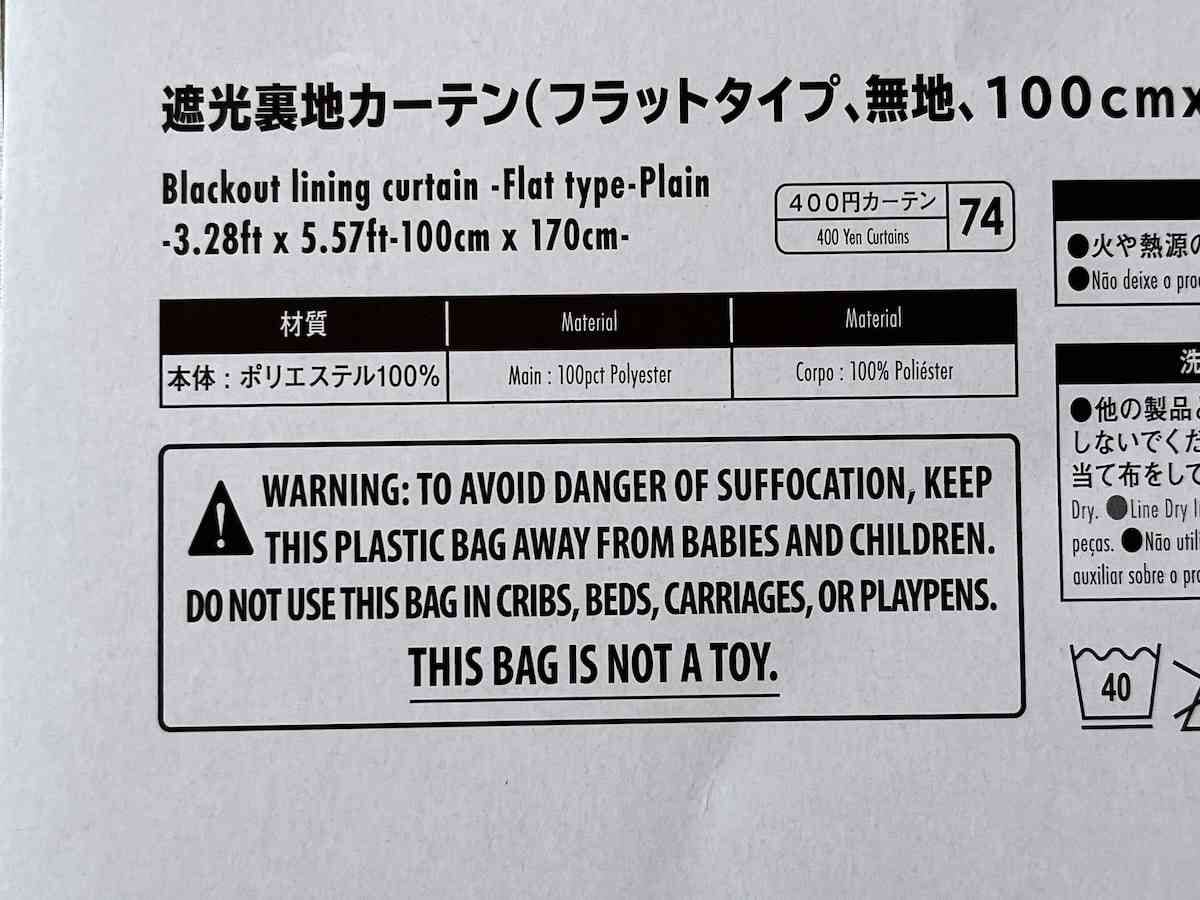 遮光裏地カーテン(フラットタイプ、無地、100cmx
Blackout lining curtain -Flat type-Plain
-3.28ft x 5.57ft-100cm x 170cm-
400円カーテン
400 Yen Curtains
74
材質
Material
Material
本体:ポリエステル100%
Main : 100pct Polyester
Corpo : 100% Poliéster
WARNING: TO AVOID DANGER OF SUFFOCATION, KEEP
THIS PLASTIC BAG AWAY FROM BABIES AND CHILDREN.
DO NOT USE THIS BAG IN CRIBS, BEDS, CARRIAGES, OR PLAYPENS.
THIS BAG IS NOT A TOY.
●火や熱源の
●Não deixe o
洗
●他の製品
しないでくだ
当て布をして
Dry. ●Line Dry
peças. ●Não
auxiliar sobre o
40